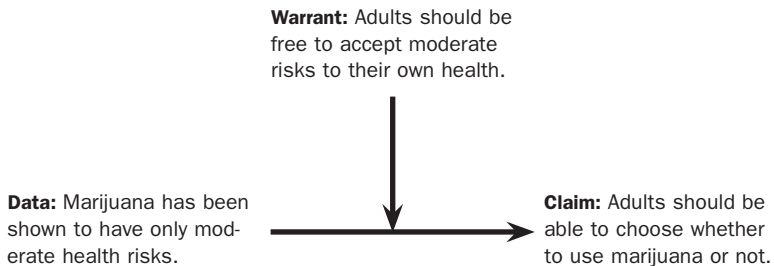 Warrant: Adults should be
free to accept moderate
risks to their own health.
Data: Marijuana has been
shown to have only mod-
erate health risks.
Claim: Adults should be
able to choose whether
to use marijuana or not.